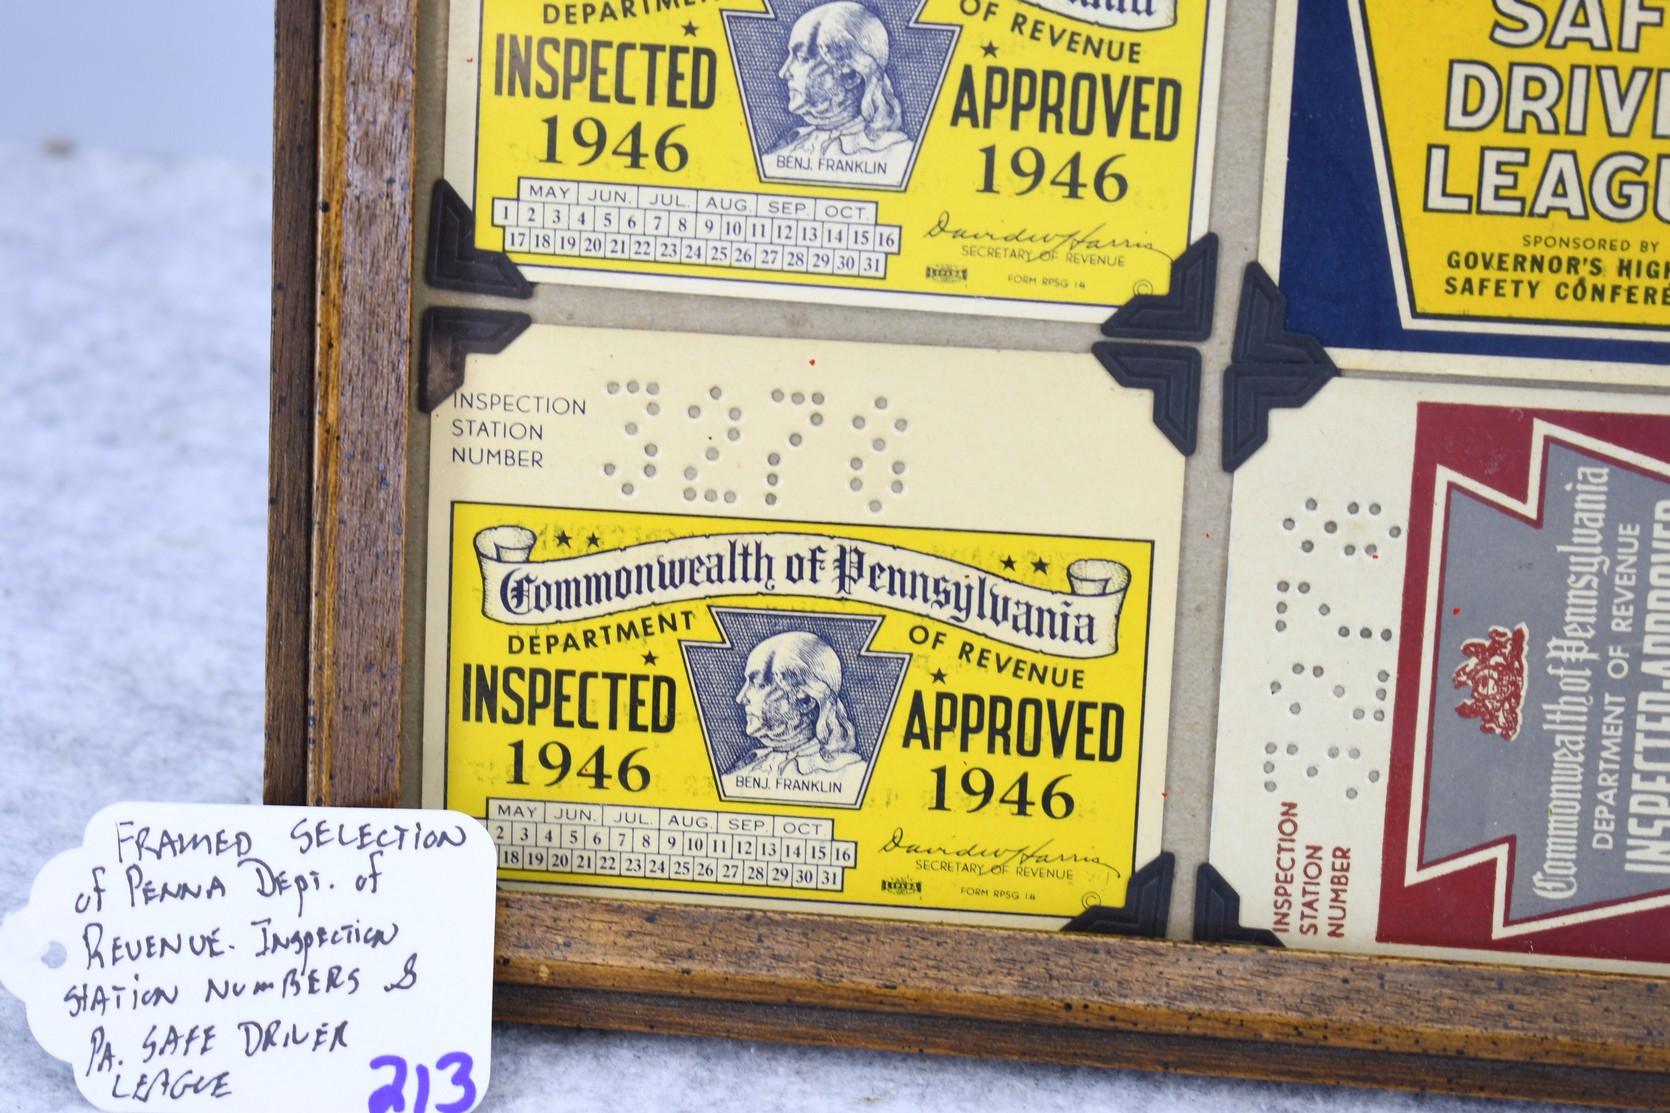 INSPECTED
1946
BENJ. FRANKLIN
OF REVENUE
APPROVED
1946
MAY JUN. JUL. AUG. SEP. OCT.
1 2 3 4 5 6 7 8 9 10 11 12 13 14 15 16
17 18 19 20 21 22 23 24 25 26 27 28 29 30 31
David W. Harris
SECRETARY OF REVENUE
FORM RPSG 14
©
LEAGU
SPONSORED BY
GOVERNOR'S HIGH
SAFETY CONFERE
INSPECTION
STATION
NUMBER
3276
Commonwealth of Pennsylvania
DEPARTMENT OF REVENUE
INSPECTED
1946
BENJ. FRANKLIN
APPROVED
1946
MAY JUN. JUL. AUG. SEP. OCT.
2 3 4 5 6 7 8 9 10 11 12 13 14 15 16
18 19 20 21 22 23 24 25 26 27 28 29 30 31
David W. Harris
SECRETARY OF REVENUE
FORM RPSG 14
©
INSPECTION
STATION
NUMBER
Commonwealth of Pennsylvania
DEPARTMENT OF REVENUE
INSPECTED-APPROVED
FRAMED SELECTION
of PENNA DEPT. of
REVENUE. INSPECTION
STATION NUMBERS &
PA. SAFE DRIVER
LEAGUE
213